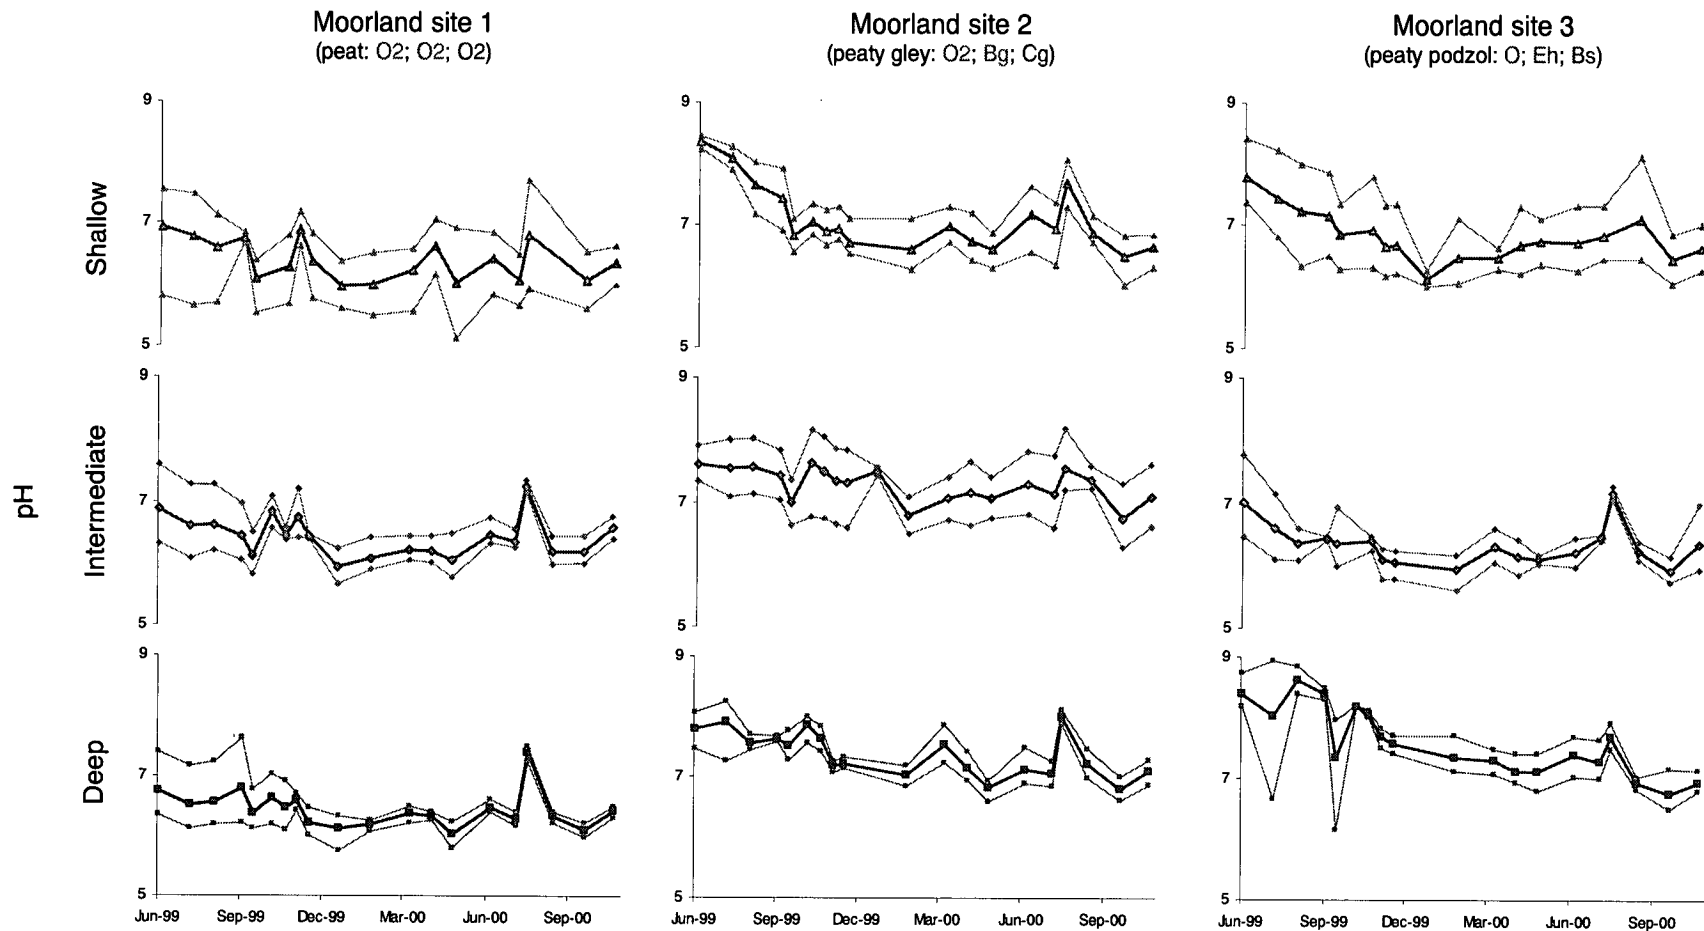 Moorland site 1
(peat: O2; O2; O2)
Moorland site 2
(peaty gley: O2; Bg; Cg)
Moorland site 3
(peaty podzol: O; Eh; Bs)
pH
Shallow
9
7
5
9
7
5
9
7
5
Intermediate
9
7
5
9
7
5
9
7
5
Deep
9
7
5
9
7
5
9
7
5
Jun-99 Sep-99 Dec-99 Mar-00 Jun-00 Sep-00
Jun-99 Sep-99 Dec-99 Mar-00 Jun-00 Sep-00
Jun-99 Sep-99 Dec-99 Mar-00 Jun-00 Sep-00